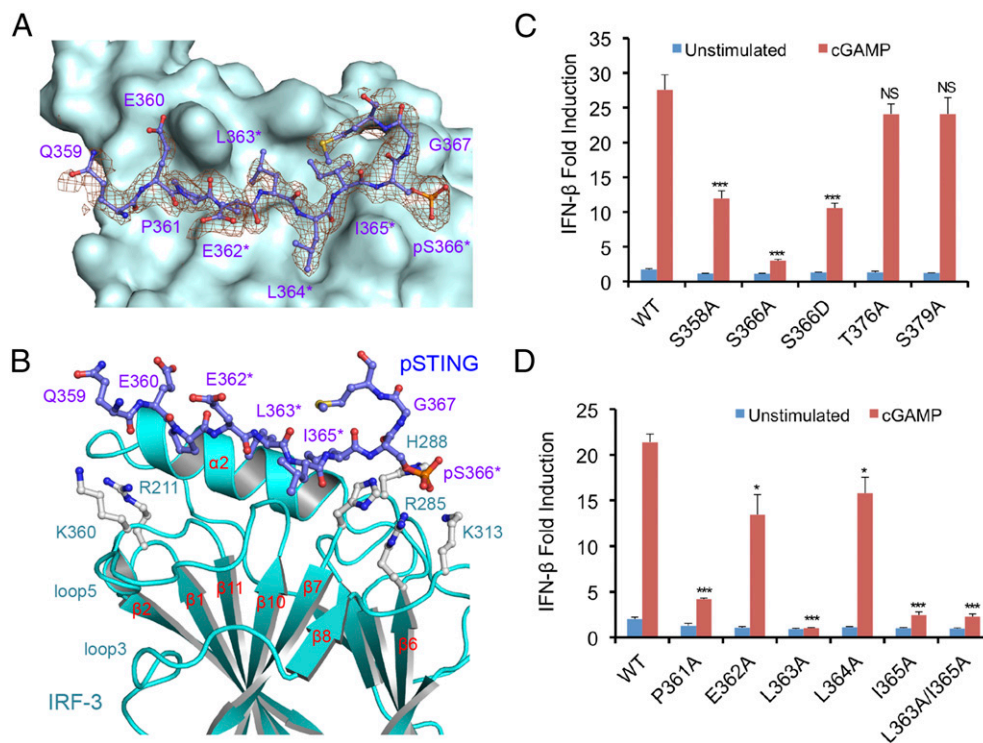 A
E360
Q359
L363*
G367
P361
E362*
I365*
pS366*
L364*
B
pSTING
Q359
E360
E362*
L363*
G367
I365*
H288
pS366*
α2
R211
R285
K360
K313
loop5
β2
β1
β11
β10
β7
β8
β6
loop3
IRF-3
C
IFN-β Fold Induction
35
30
25
20
15
10
5
0
Unstimulated
cGAMP
***
***
***
NS
NS
WT
S358A
S366A
S366D
T376A
S379A
D
IFN-β Fold Induction
25
20
15
10
5
0
Unstimulated
cGAMP
***
*
***
*
***
***
WT
P361A
E362A
L363A
L364A
I365A
L363A/I365A